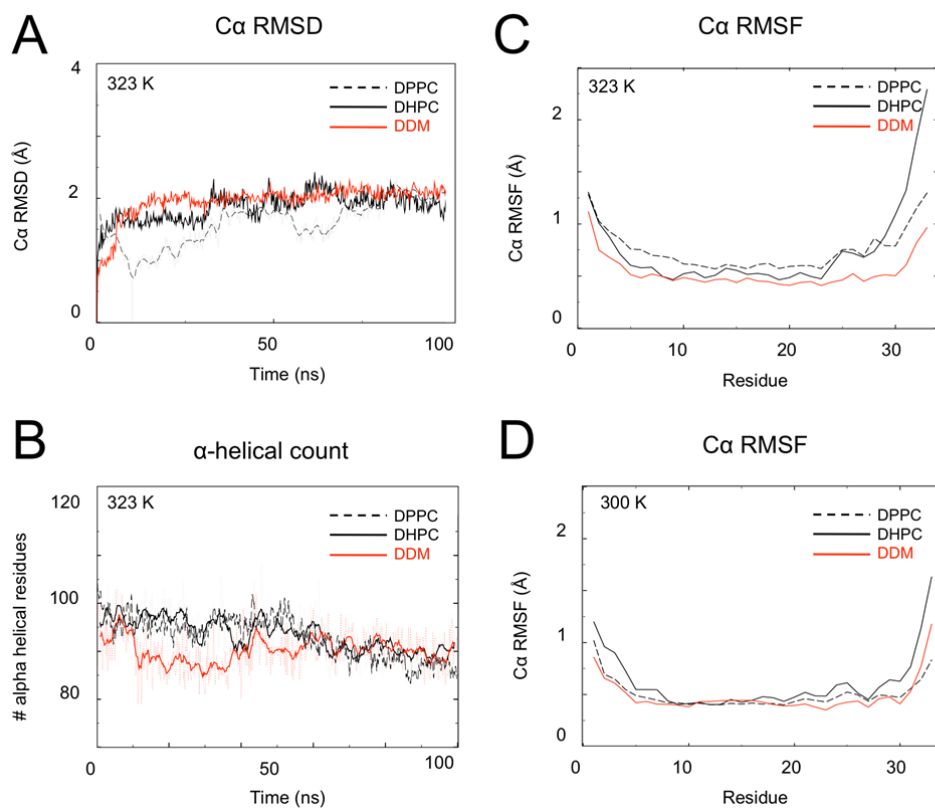 A
Cα RMSD
4
3
2
0
Cα RMSD (Å)
323 K
DPPC
DHPC
DDM
0
50
100
Time (ns)
C
Cα RMSF
2
1
0
Cα RMSF (Å)
323 K
DPPC
DHPC
DDM
0
10
20
30
Residue
B
α-helical count
120
100
80
# alpha helical residues
323 K
DPPC
DHPC
DDM
0
50
100
Time (ns)
D
Cα RMSF
2
1
0
Cα RMSF (Å)
300 K
DPPC
DHPC
DDM
0
10
20
30
Residue